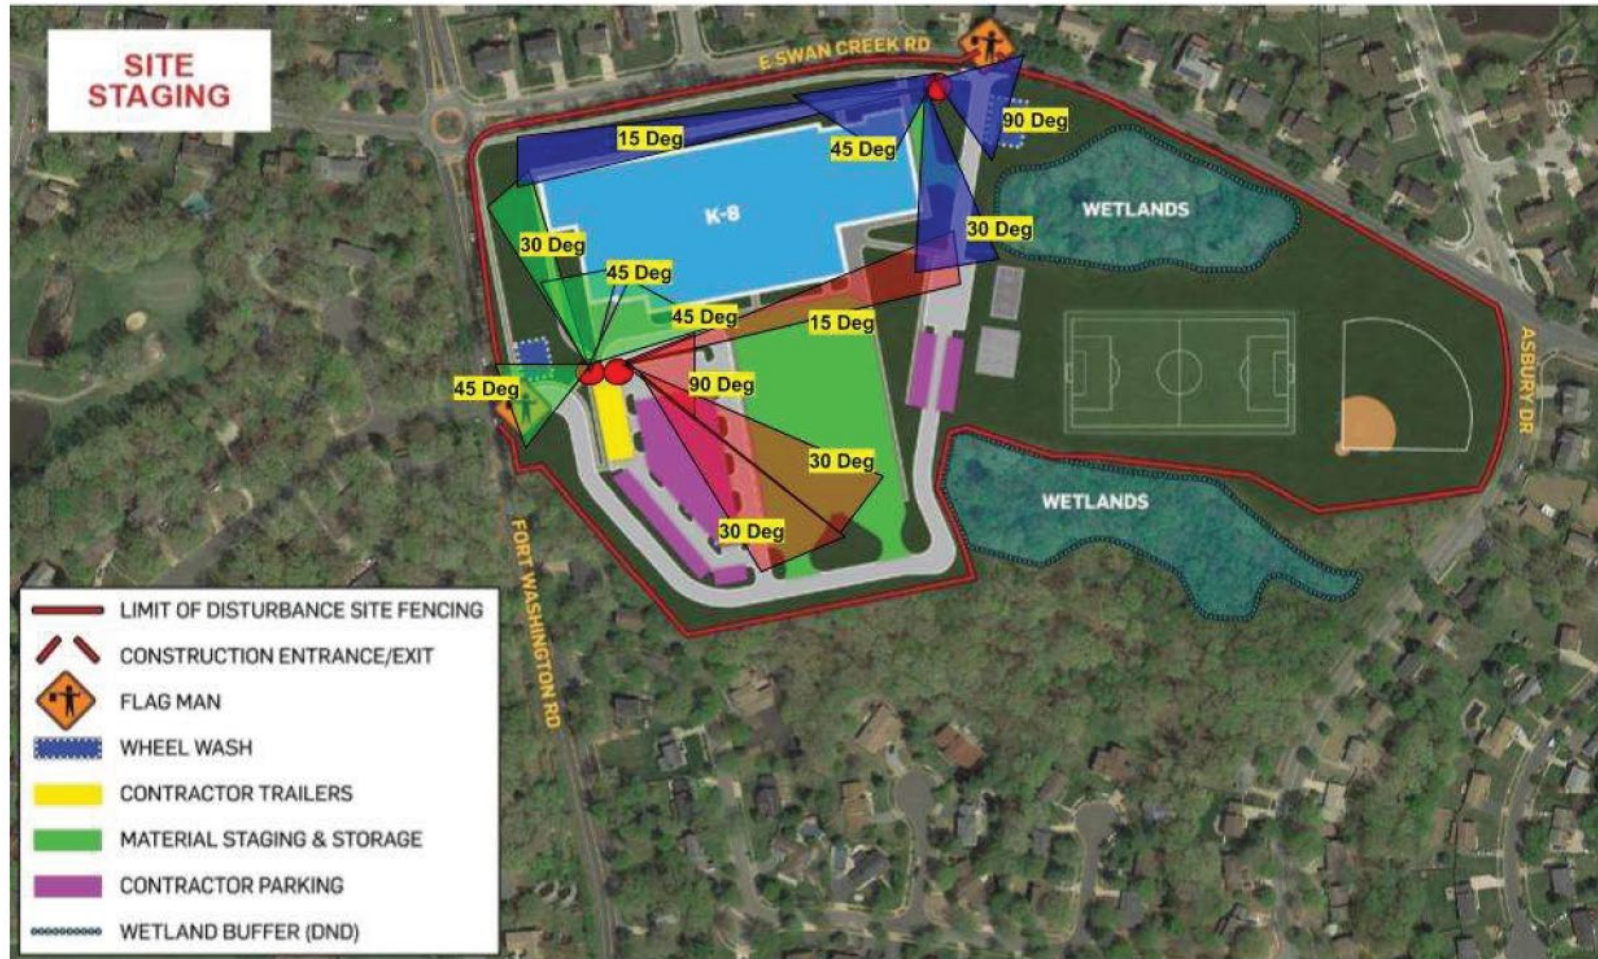 SITE
STAGING
E SWAN CREEK RD
15 Deg
45 Deg
90 Deg
K-8
WETLANDS
30 Deg
30 Deg
45 Deg
45 Deg
15 Deg
90 Deg
45 Deg
ASBURY DR
30 Deg
WETLANDS
30 Deg
FORT WASHINGTON RD
LIMIT OF DISTURBANCE SITE FENCING
CONSTRUCTION ENTRANCE/EXIT
FLAG MAN
WHEEL WASH
CONTRACTOR TRAILERS
MATERIAL STAGING & STORAGE
CONTRACTOR PARKING
WETLAND BUFFER (DND)